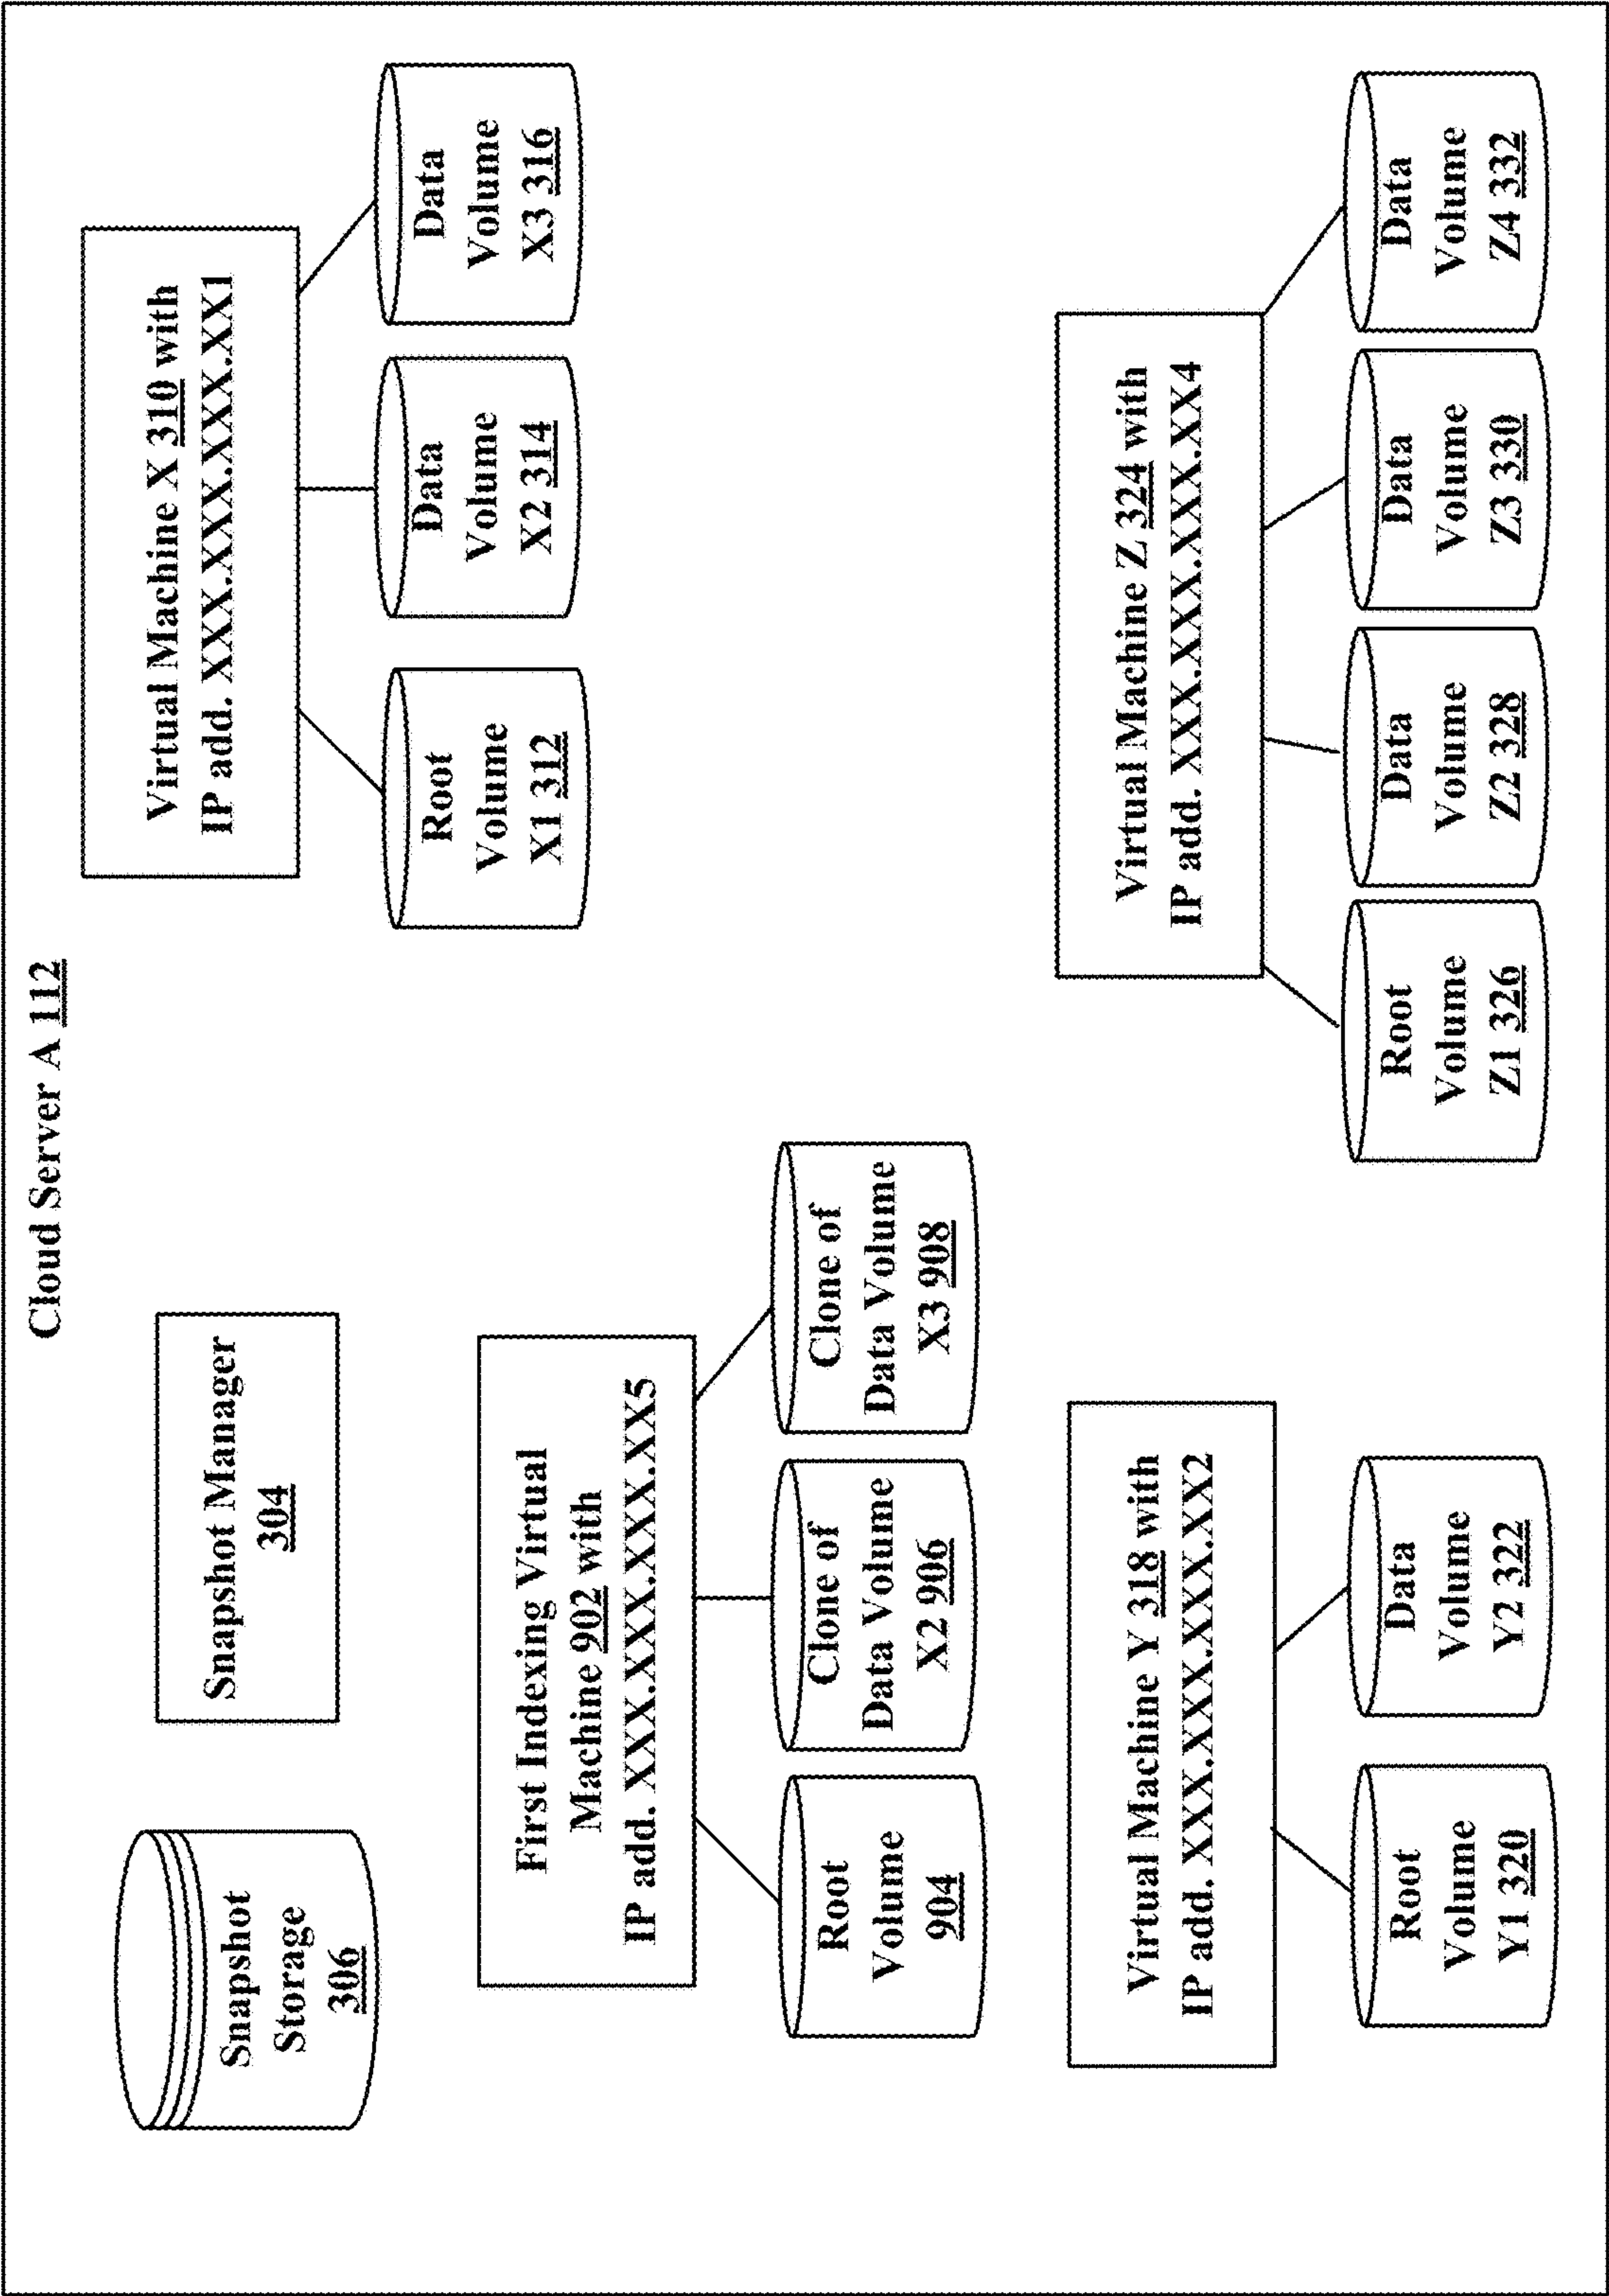 Cloud Server A 112
Snapshot
Storage
306
Snapshot Manager
304
Virtual Machine X 310 with
IP add. XXX.XXX.XXX.XX1
Root
Volume
X1 312
Data
Volume
X2 314
Data
Volume
X3 316
First Indexing Virtual
Machine 902 with
IP add. XXX.XXX.XXX.XX5
Root
Volume
904
Clone of
Data Volume
X2 906
Clone of
Data Volume
X3 908
Virtual Machine Y 318 with
IP add. XXX.XXX.XXX.XX2
Root
Volume
Y1 320
Data
Volume
Y2 322
Virtual Machine Z 324 with
IP add. XXX.XXX.XXX.XX4
Root
Volume
Z1 326
Data
Volume
Z2 328
Data
Volume
Z3 330
Data
Volume
Z4 332